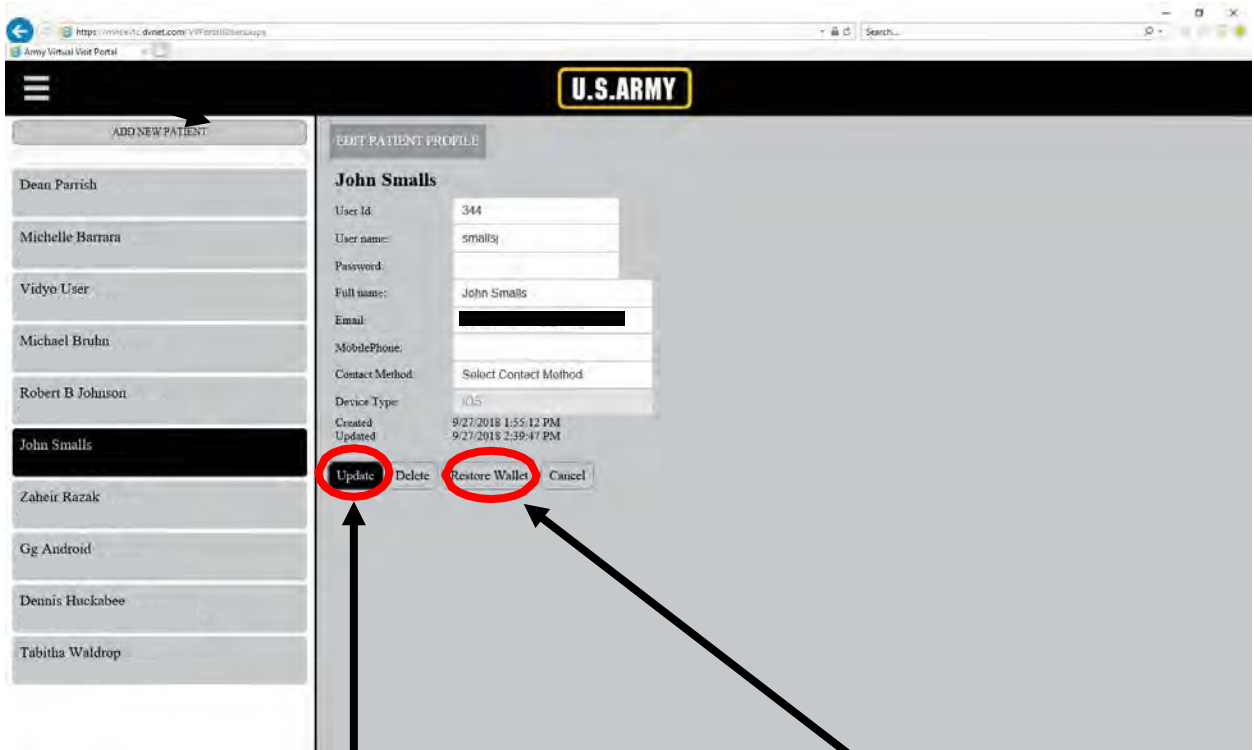 Search...
Army Virtual Visit Portal
U.S.ARMY
ADD NEW PATIENT
EDIT PATIENT PROFILE
Dean Parrish
Michelle Barrara
Vidyo User
Michael Bruhn
Robert B Johnson
John Smalls
Zaheir Razak
Gg Android
Dennis Huckabee
Tabitha Waldrop
John Smalls
User Id: 344
User name: smallsj
Password:
Full name: John Smalls
Email:
MobilePhone:
Contact Method: Select Contact Method
Device Type: iOS
Created 9/27/2018 1:55:12 PM
Updated 9/27/2018 2:39:47 PM
Update Delete Restore Wallet Cancel